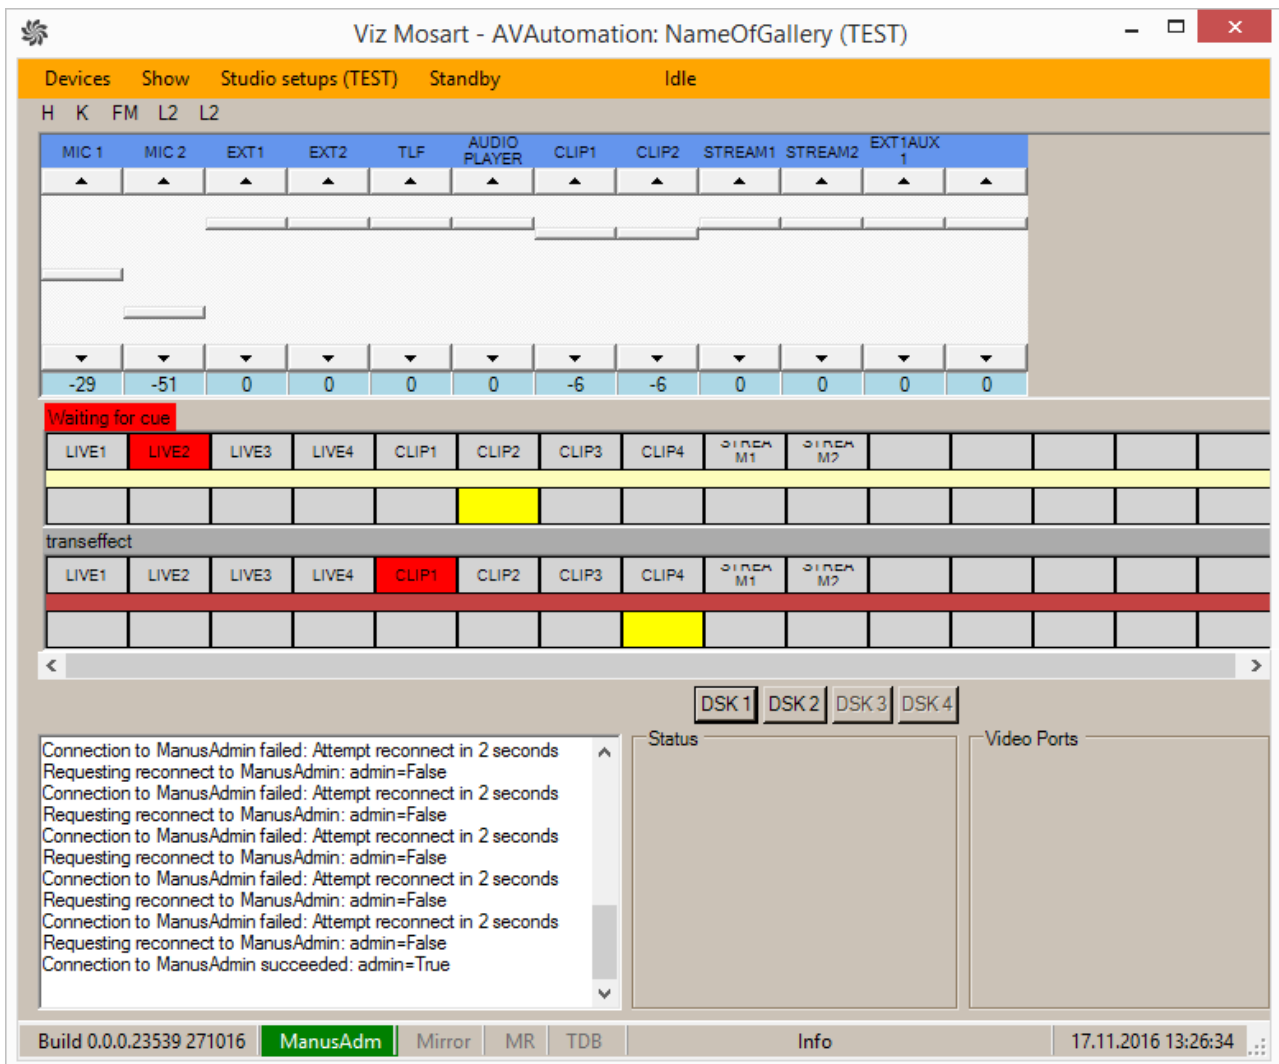 Viz Mosart - AVAutomation: NameOfGallery (TEST)
Devices Show Studio setups (TEST) Standby Idle
H K FM L2 L2
MIC 1 MIC 2 EXT1 EXT2 TLF AUDIO PLAYER CLIP1 CLIP2 STREAM1 STREAM2 EXT1AUX 1
-29 -51 0 0 0 0 -6 -6 0 0 0 0
Waiting for cue
LIVE1 LIVE2 LIVE3 LIVE4 CLIP1 CLIP2 CLIP3 CLIP4 STREA M1 STREA M2
transeffect
LIVE1 LIVE2 LIVE3 LIVE4 CLIP1 CLIP2 CLIP3 CLIP4 STREA M1 STREA M2
DSK 1 DSK 2 DSK 3 DSK 4
Connection to ManusAdmin failed: Attempt reconnect in 2 seconds
Requesting reconnect to ManusAdmin: admin=False
Connection to ManusAdmin failed: Attempt reconnect in 2 seconds
Requesting reconnect to ManusAdmin: admin=False
Connection to ManusAdmin failed: Attempt reconnect in 2 seconds
Requesting reconnect to ManusAdmin: admin=False
Connection to ManusAdmin failed: Attempt reconnect in 2 seconds
Requesting reconnect to ManusAdmin: admin=False
Connection to ManusAdmin failed: Attempt reconnect in 2 seconds
Requesting reconnect to ManusAdmin: admin=False
Connection to ManusAdmin succeeded: admin=True
Status
Video Ports
Build 0.0.0.23539 271016 ManusAdm Mirror MR TDB Info 17.11.2016 13:26:34